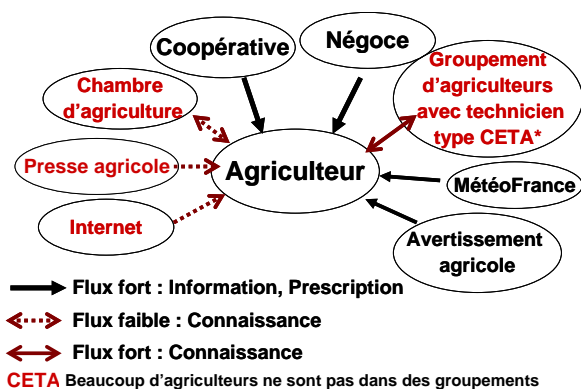 Coopérative
Négoce
Groupement
d'agriculteurs
avec technicien
type CETA*
Chambre
d'agriculture
Presse agricole
Agriculteur
MétéoFrance
Internet
Avertissement
agricole
Flux fort : Information, Prescription
Flux faible : Connaissance
Flux fort : Connaissance
CETA Beaucoup d'agriculteurs ne sont pas dans des groupements